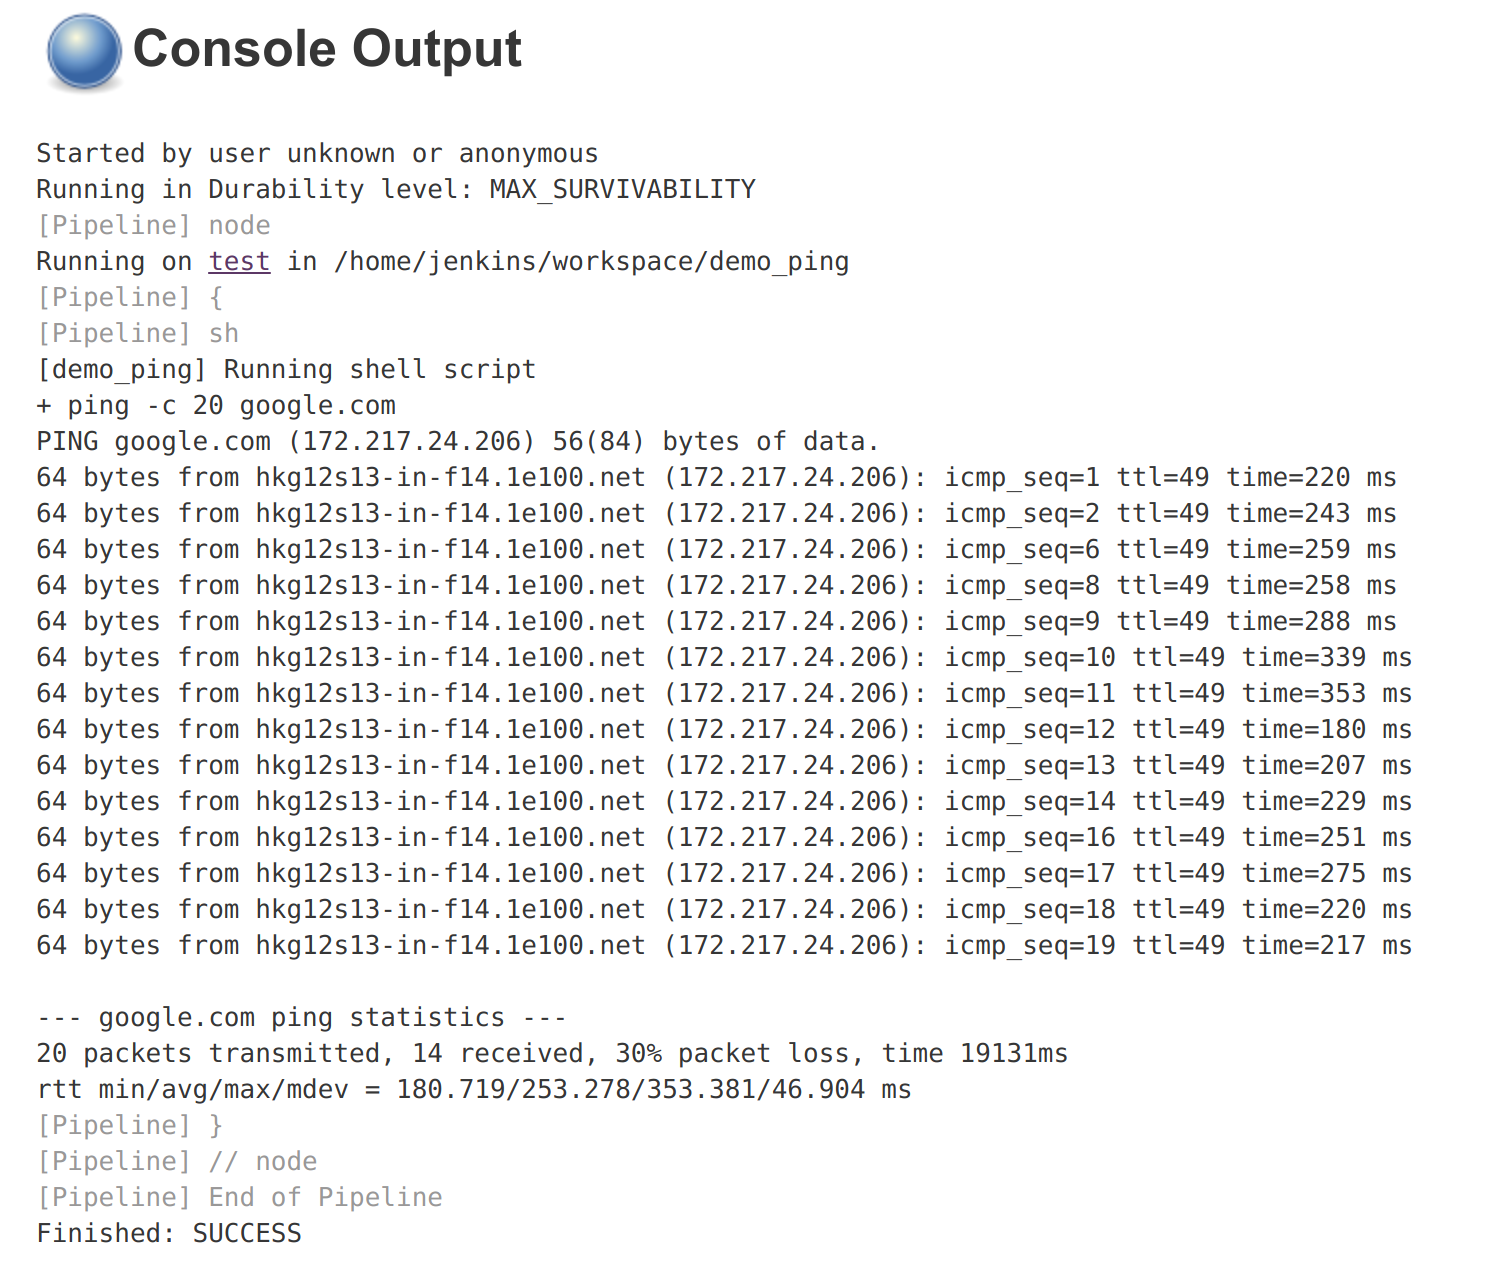 Console Output
Started by user unknown or anonymous
Running in Durability level: MAX_SURVIVABILITY
[Pipeline] node
Running on test in /home/jenkins/workspace/demo_ping
[Pipeline] {
[Pipeline] sh
[demo_ping] Running shell script
+ ping -c 20 google.com
PING google.com (172.217.24.206) 56(84) bytes of data.
64 bytes from hkg12s13-in-f14.1e100.net (172.217.24.206): icmp_seq=1 ttl=49 time=220 ms
64 bytes from hkg12s13-in-f14.1e100.net (172.217.24.206): icmp_seq=2 ttl=49 time=243 ms
64 bytes from hkg12s13-in-f14.1e100.net (172.217.24.206): icmp_seq=6 ttl=49 time=259 ms
64 bytes from hkg12s13-in-f14.1e100.net (172.217.24.206): icmp_seq=8 ttl=49 time=258 ms
64 bytes from hkg12s13-in-f14.1e100.net (172.217.24.206): icmp_seq=9 ttl=49 time=288 ms
64 bytes from hkg12s13-in-f14.1e100.net (172.217.24.206): icmp_seq=10 ttl=49 time=339 ms
64 bytes from hkg12s13-in-f14.1e100.net (172.217.24.206): icmp_seq=11 ttl=49 time=353 ms
64 bytes from hkg12s13-in-f14.1e100.net (172.217.24.206): icmp_seq=12 ttl=49 time=180 ms
64 bytes from hkg12s13-in-f14.1e100.net (172.217.24.206): icmp_seq=13 ttl=49 time=207 ms
64 bytes from hkg12s13-in-f14.1e100.net (172.217.24.206): icmp_seq=14 ttl=49 time=229 ms
64 bytes from hkg12s13-in-f14.1e100.net (172.217.24.206): icmp_seq=16 ttl=49 time=251 ms
64 bytes from hkg12s13-in-f14.1e100.net (172.217.24.206): icmp_seq=17 ttl=49 time=275 ms
64 bytes from hkg12s13-in-f14.1e100.net (172.217.24.206): icmp_seq=18 ttl=49 time=220 ms
64 bytes from hkg12s13-in-f14.1e100.net (172.217.24.206): icmp_seq=19 ttl=49 time=217 ms
--- google.com ping statistics ---
20 packets transmitted, 14 received, 30% packet loss, time 19131ms
rtt min/avg/max/mdev = 180.719/253.278/353.381/46.904 ms
[Pipeline] }
[Pipeline] // node
[Pipeline] End of Pipeline
Finished: SUCCESS